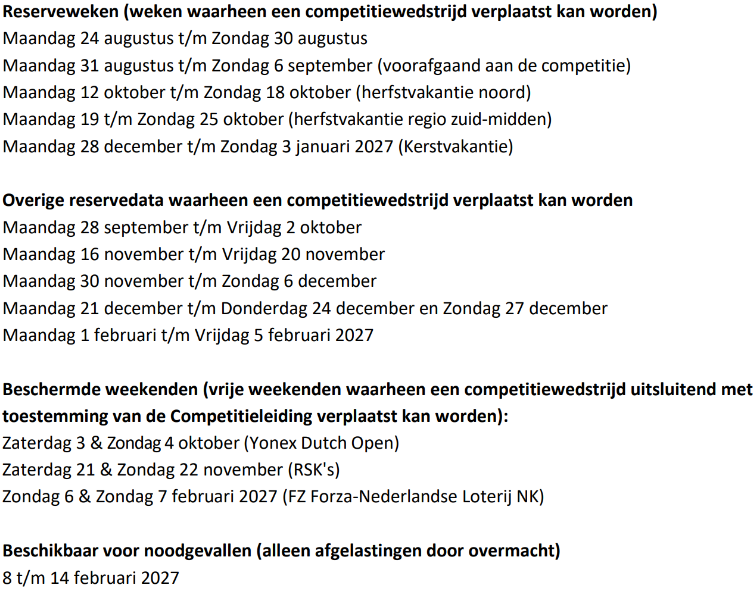 Reserveweken (weken waarheen een competitiewedstrijd verplaatst kan worden)
Maandag 24 augustus t/m Zondag 30 augustus
Maandag 31 augustus t/m Zondag 6 september (voorafgaand aan de competitie)
Maandag 12 oktober t/m Zondag 18 oktober (herfstvakantie noord)
Maandag 19 t/m Zondag 25 oktober (herfstvakantie regio zuid-midden)
Maandag 28 december t/m Zondag 3 januari 2027 (Kerstvakantie)
Overige reservedata waarheen een competitiewedstrijd verplaatst kan worden
Maandag 28 september t/m Vrijdag 2 oktober
Maandag 16 november t/m Vrijdag 20 november
Maandag 30 november t/m Zondag 6 december
Maandag 21 december t/m Donderdag 24 december en Zondag 27 december
Maandag 1 februari t/m Vrijdag 5 februari 2027
Beschermde weekenden (vrije weekenden waarheen een competitiewedstrijd uitsluitend met
toestemming van de Competitieleiding verplaatst kan worden):
Zaterdag 3 & Zondag 4 oktober (Yonex Dutch Open)
Zaterdag 21 & Zondag 22 november (RSK's)
Zondag 6 & Zondag 7 februari 2027 (FZ Forza-Nederlandse Loterij NK)
Beschikbaar voor noodgevallen (alleen afgelastingen door overmacht)
8 t/m 14 februari 2027